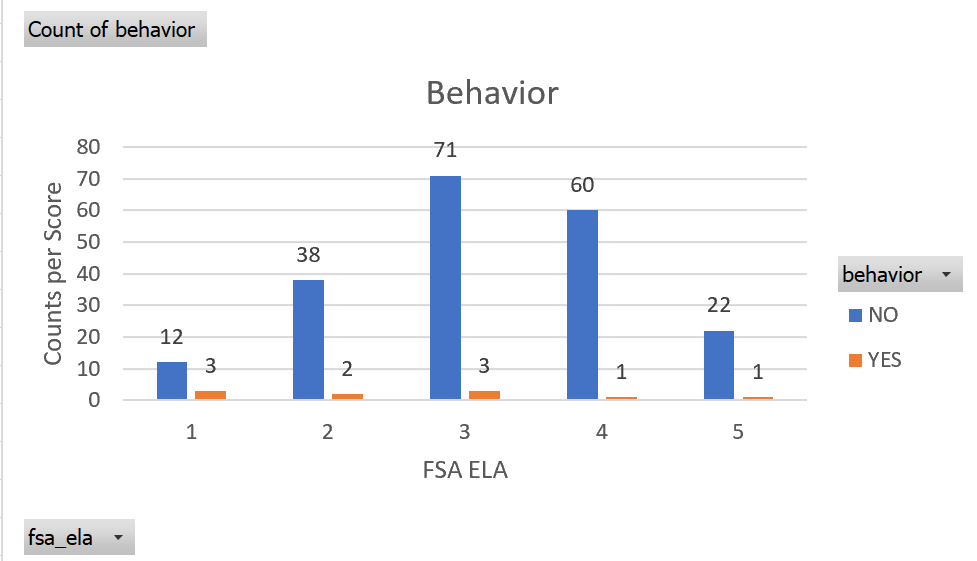 Count of behavior
Behavior
Counts per Score
80
70
60
50
40
30
20
10
0
12
3
38
2
71
3
60
1
22
1
1 2 3 4 5
FSA ELA
behavior
NO
YES
fsa_ela